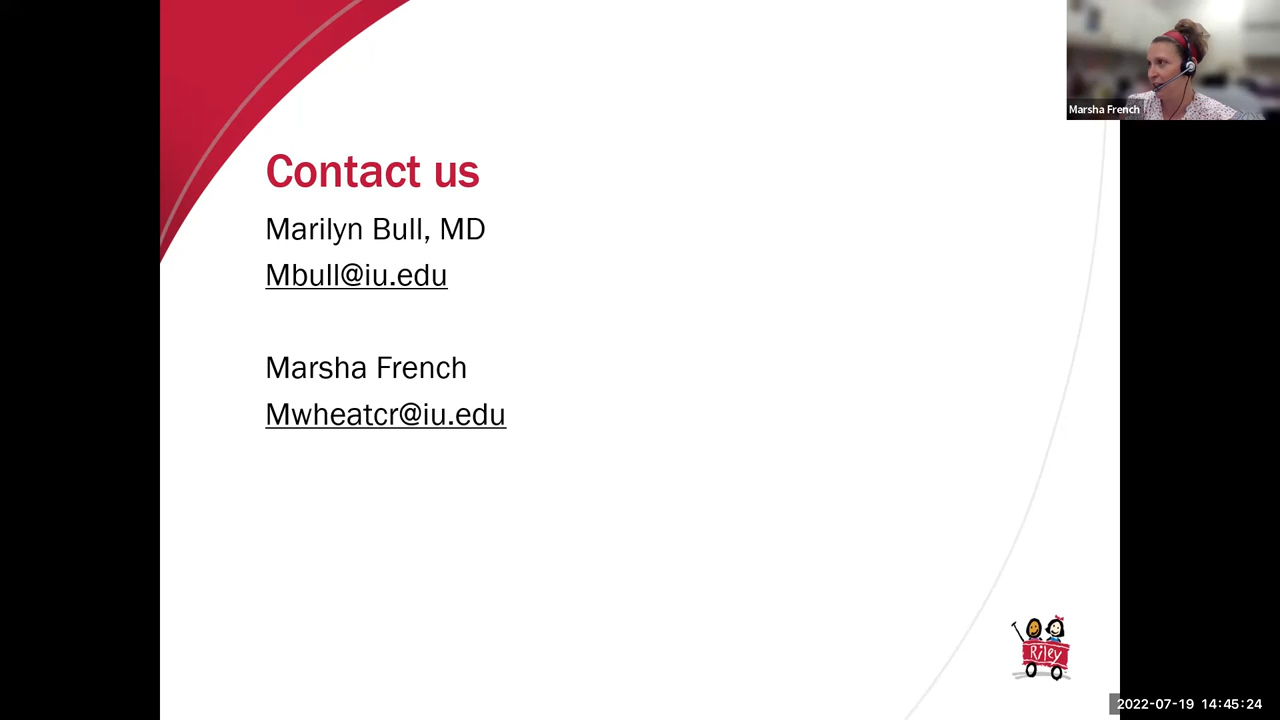 Marsha French
Contact us
Marilyn Bull, MD
Mbull@iu.edu
Marsha French
Mwheatcr@iu.edu
Riley
2022-07-19 14:45:24